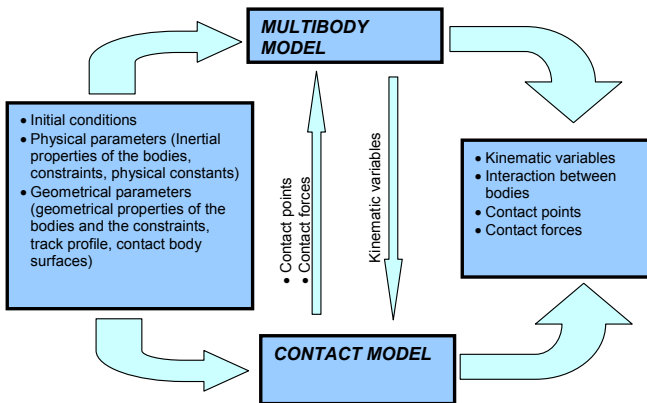 MULTIBODY
MODEL
• Initial conditions
• Physical parameters (Inertial
properties of the bodies,
constraints, physical constants)
• Geometrical parameters
(geometrical properties of the
bodies and the constraints,
track profile, contact body
surfaces)
• Contact points
• Contact forces
Kinematic variables
• Kinematic variables
• Interaction between
bodies
• Contact points
• Contact forces
CONTACT MODEL